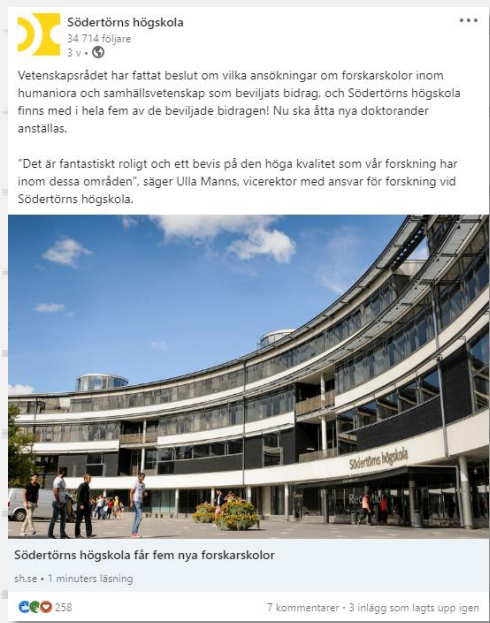 Södertörns högskola
34 714 följare
3 v •
Vetenskapsrådet har fattat beslut om vilka ansökningar om forskarskolor inom
humaniora och samhällsvetenskap som beviljats bidrag, och Södertörns högskola
finns med i hela fem av de beviljade bidragen! Nu ska åtta nya doktorander
anställas.
”Det är fantastiskt roligt och ett bevis på den höga kvalitet som vår forskning har
inom dessa områden”, säger Ulla Manns, vicerektor med ansvar för forskning vid
Södertörns högskola.
Södertörns högskola
Södertörns högskola får fem nya forskarskolor
sh.se • 1 minuters läsning
258
7 kommentarer • 3 inlägg som lagts upp igen